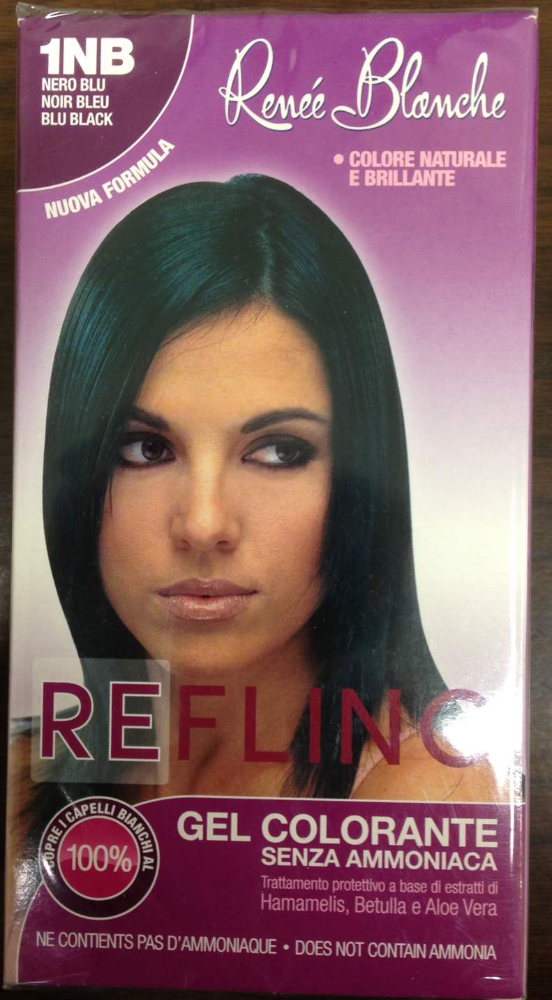 1NB
NERO BLU
NOIR BLEU
BLU BLACK
NUOVA FORMULA
Renée Blanche
• COLORE NATURALE
E BRILLANTE
REFLING
COPRE I CAPELLI BIANCHI AL
100%
GEL COLORANTE
SENZA AMMONIACA
Trattamento protettivo a base di estratti di
Hamamelis, Betulla e Aloe Vera
NE CONTIENTS PAS D'AMMONIAQUE • DOES NOT CONTAIN AMMONIA